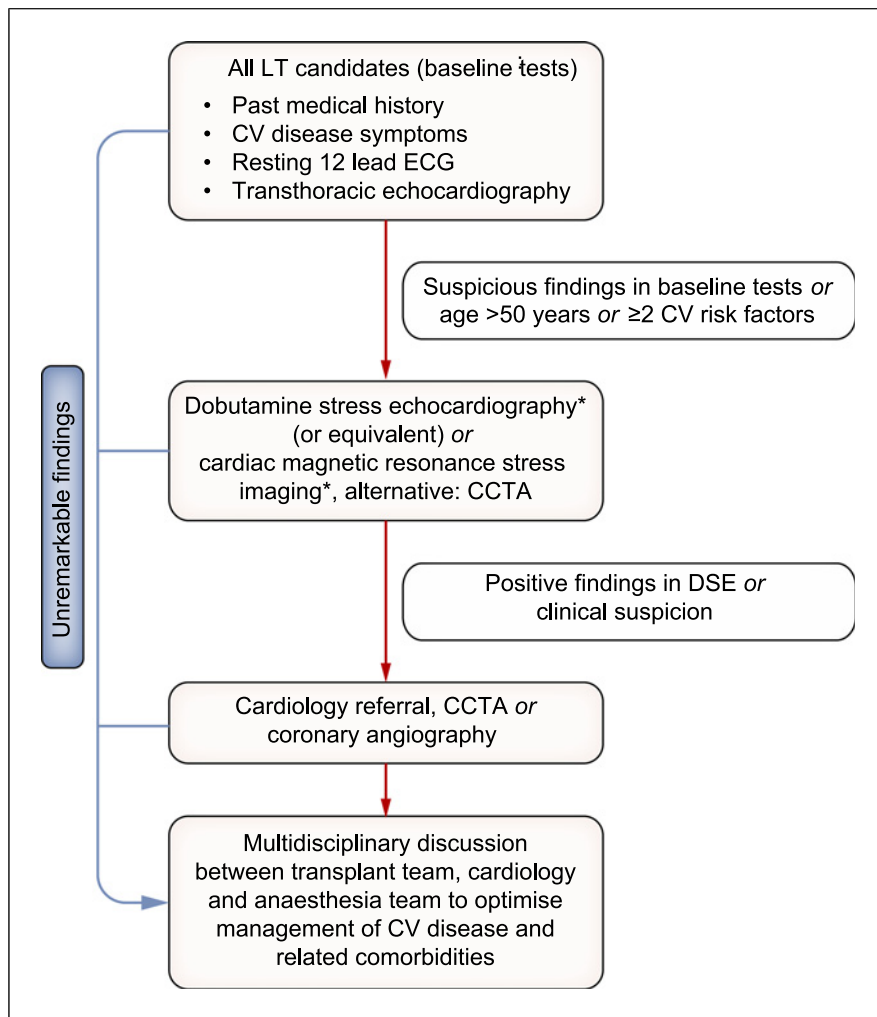 All LT candidates (baseline tests)
• Past medical history
• CV disease symptoms
• Resting 12 lead ECG
• Transthoracic echocardiography
Suspicious findings in baseline tests or
age >50 years or ≥2 CV risk factors
Unremarkable findings
Dobutamine stress echocardiography*
(or equivalent) or
cardiac magnetic resonance stress
imaging*, alternative: CCTA
Positive findings in DSE or
clinical suspicion
Cardiology referral, CCTA or
coronary angiography
Multidisciplinary discussion
between transplant team, cardiology
and anaesthesia team to optimise
management of CV disease and
related comorbidities